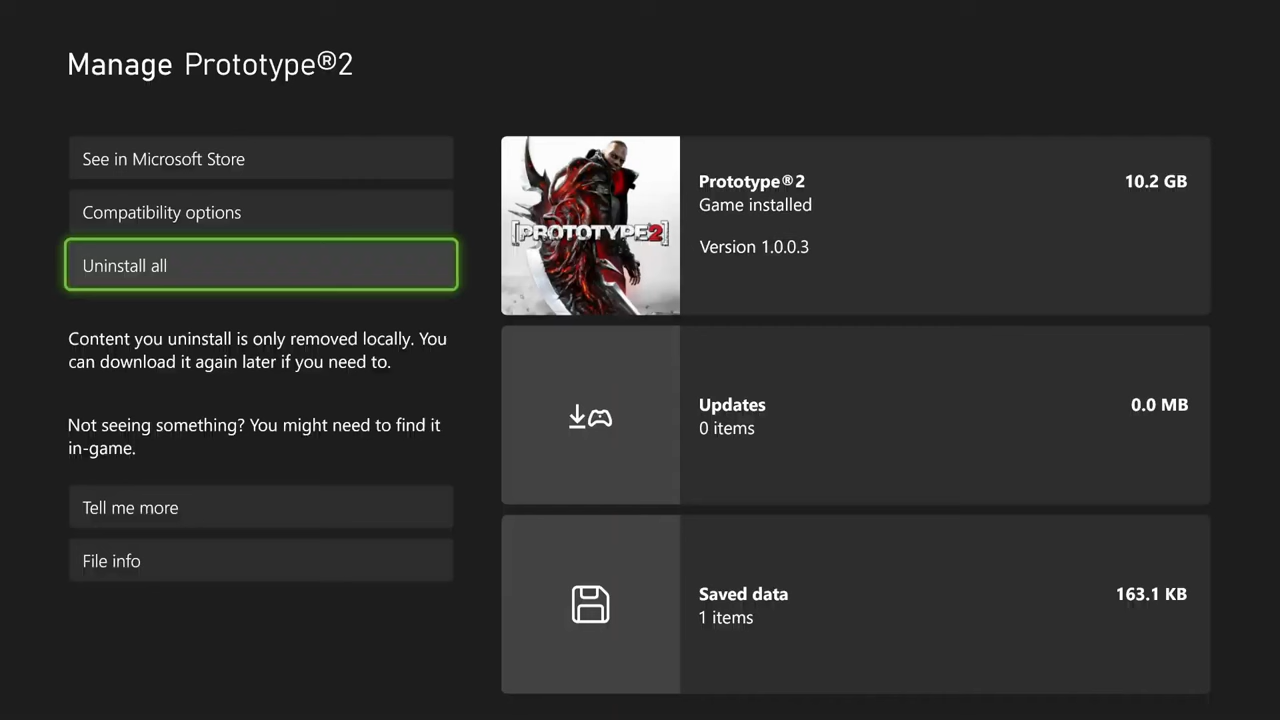 Manage Prototype®2
See in Microsoft Store
Compatibility options
Uninstall all
Content you uninstall is only removed locally. You
can download it again later if you need to.
Not seeing something? You might need to find it
in-game.
Tell me more
File info
[PROTOTYPE2]
Prototype®2
10.2 GB
Game installed
Version 1.0.0.3
Updates
0.0 MB
0 items
Saved data
163.1 KB
1 items